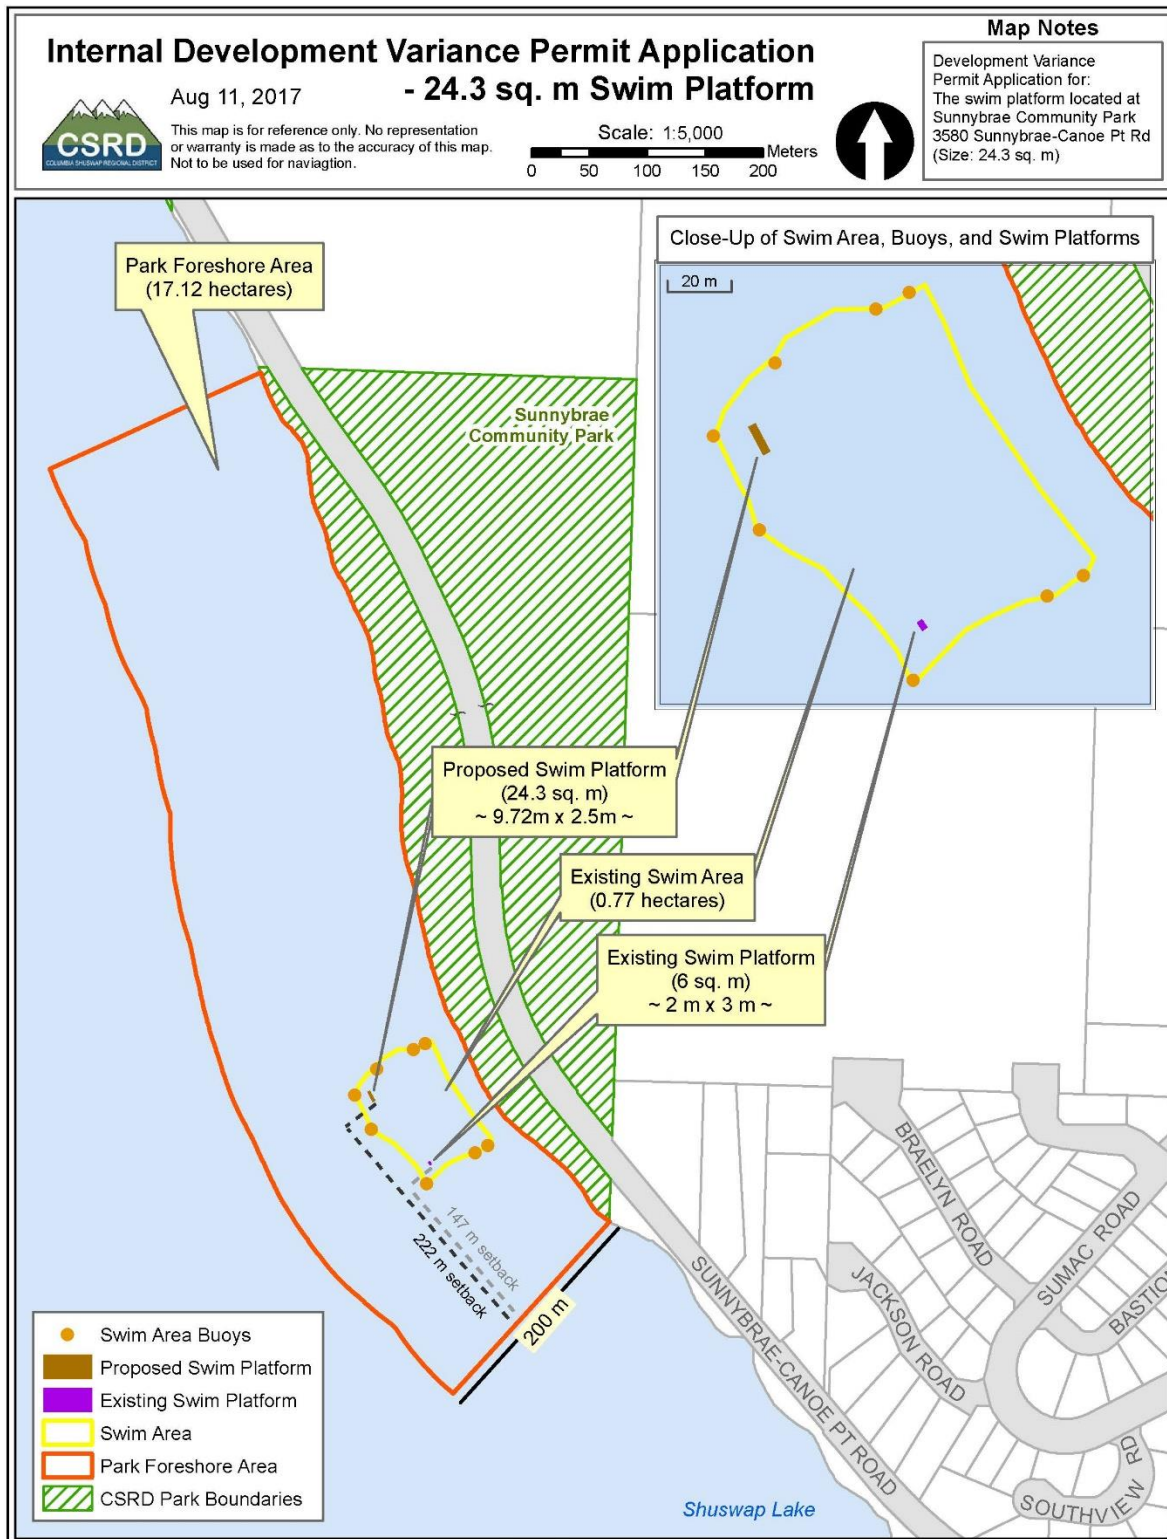 Internal Development Variance Permit Application
- 24.3 sq. m Swim Platform
Aug 11, 2017
This map is for reference only. No representation
or warranty is made as to the accuracy of this map.
Not to be used for naviagtion.
CSRD
COLUMBIA SHUSWAP REGIONAL DISTRICT
Scale: 1:5,000
Meters
0 50 100 150 200
Map Notes
Development Variance
Permit Application for:
The swim platform located at
Sunnybrae Community Park
3580 Sunnybrae-Canoe Pt Rd
(Size: 24.3 sq. m)
Park Foreshore Area
(17.12 hectares)
Close-Up of Swim Area, Buoys, and Swim Platforms
20 m
Sunnybrae
Community Park
Proposed Swim Platform
(24.3 sq. m)
~ 9.72m x 2.5m ~
Existing Swim Area
(0.77 hectares)
Existing Swim Platform
(6 sq. m)
~ 2 m x 3 m ~
147 m setback
222 m setback
200 m
SUNNYBRAE-CANOE PT ROAD
BRAELYN ROAD
JACKSON ROAD
SUMAC ROAD
BASTION
SOUTHVIEW RD
Swim Area Buoys
Proposed Swim Platform
Existing Swim Platform
Swim Area
Park Foreshore Area
CSRD Park Boundaries
Shuswap Lake